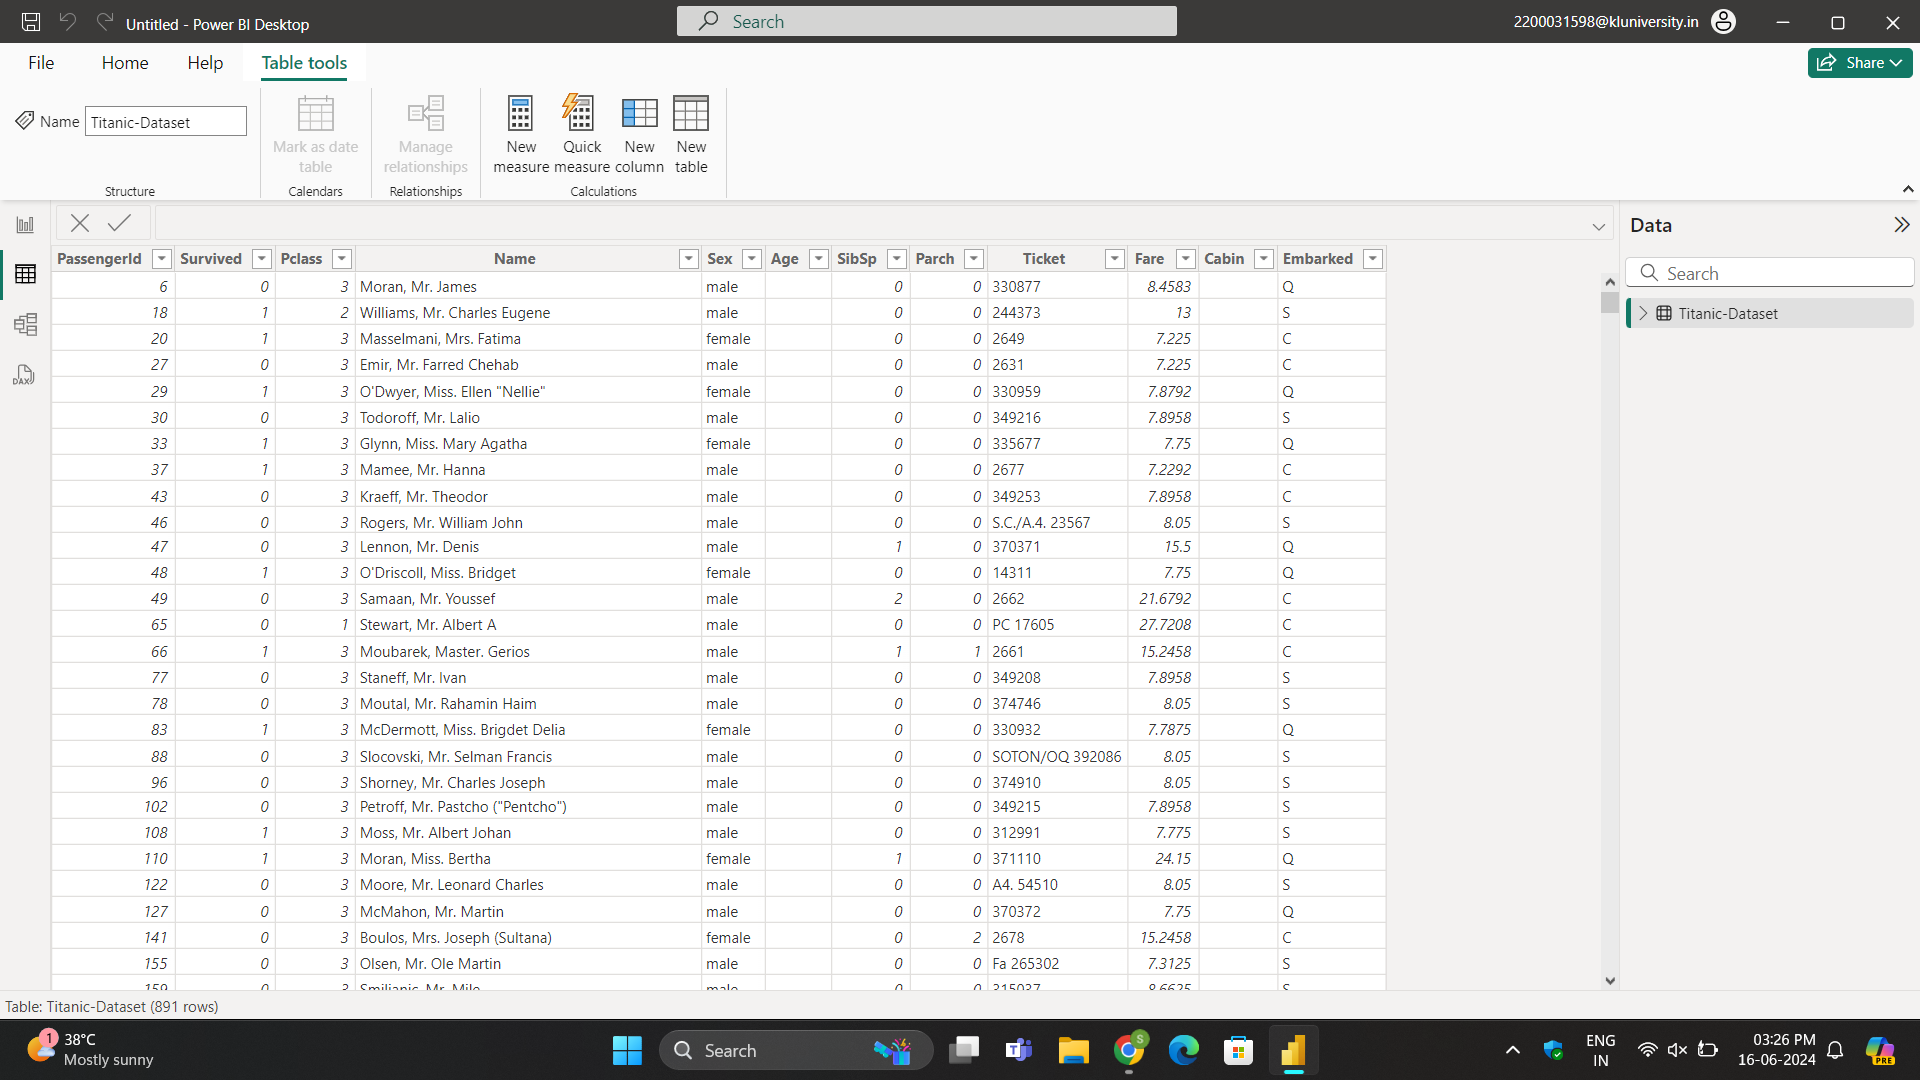 Untitled - Power BI Desktop
Search
2200031598@kluniversity.in
File Home Help Table tools
Share
Name Titanic-Dataset
Mark as date table
Manage relationships
New measure
Quick measure
New column
New table
Structure Calendars Relationships Calculations
Data
Search
Titanic-Dataset
DAX
PassengerId Survived Pclass Name Sex Age SibSp Parch Ticket Fare Cabin Embarked
6 0 3 Moran, Mr. James male 0 0 330877 8.4583 Q
18 1 2 Williams, Mr. Charles Eugene male 0 0 244373 13 S
20 1 3 Masselmani, Mrs. Fatima female 0 0 2649 7.225 C
27 0 3 Emir, Mr. Farred Chehab male 0 0 2631 7.225 C
29 1 3 O'Dwyer, Miss. Ellen "Nellie" female 0 0 330959 7.8792 Q
30 0 3 Todoroff, Mr. Lalio male 0 0 349216 7.8958 S
33 1 3 Glynn, Miss. Mary Agatha female 0 0 335677 7.75 Q
37 1 3 Mamee, Mr. Hanna male 0 0 2677 7.2292 C
43 0 3 Kraeff, Mr. Theodor male 0 0 349253 7.8958 C
46 0 3 Rogers, Mr. William John male 0 0 S.C./A.4. 23567 8.05 S
47 0 3 Lennon, Mr. Denis male 1 0 370371 15.5 Q
48 1 3 O'Driscoll, Miss. Bridget female 0 0 14311 7.75 Q
49 0 3 Samaan, Mr. Youssef male 2 0 2662 21.6792 C
65 0 1 Stewart, Mr. Albert A male 0 0 PC 17605 27.7208 C
66 1 3 Moubarek, Master. Gerios male 1 1 2661 15.2458 C
77 0 3 Staneff, Mr. Ivan male 0 0 349208 7.8958 S
78 0 3 Moutal, Mr. Rahamin Haim male 0 0 374746 8.05 S
83 1 3 McDermott, Miss. Brigdet Delia female 0 0 330932 7.7875 Q
88 0 3 Slocovski, Mr. Selman Francis male 0 0 SOTON/OQ 392086 8.05 S
96 0 3 Shorney, Mr. Charles Joseph male 0 0 374910 8.05 S
102 0 3 Petroff, Mr. Pastcho ("Pentcho") male 0 0 349215 7.8958 S
108 1 3 Moss, Mr. Albert Johan male 0 0 312991 7.775 S
110 1 3 Moran, Miss. Bertha female 1 0 371110 24.15 Q
122 0 3 Moore, Mr. Leonard Charles male 0 0 A4. 54510 8.05 S
127 0 3 McMahon, Mr. Martin male 0 0 370372 7.75 Q
141 0 3 Boulos, Mrs. Joseph (Sultana) female 0 2 2678 15.2458 C
155 0 3 Olsen, Mr. Ole Martin male 0 0 Fa 265302 7.3125 S
159 0 3 Smiljanic, Mr. Mile male 0 0 315037 8.6625 S
Table: Titanic-Dataset (891 rows)
1 38°C
Mostly sunny
Search
S
ENG
IN
03:26 PM
16-06-2024
PRE